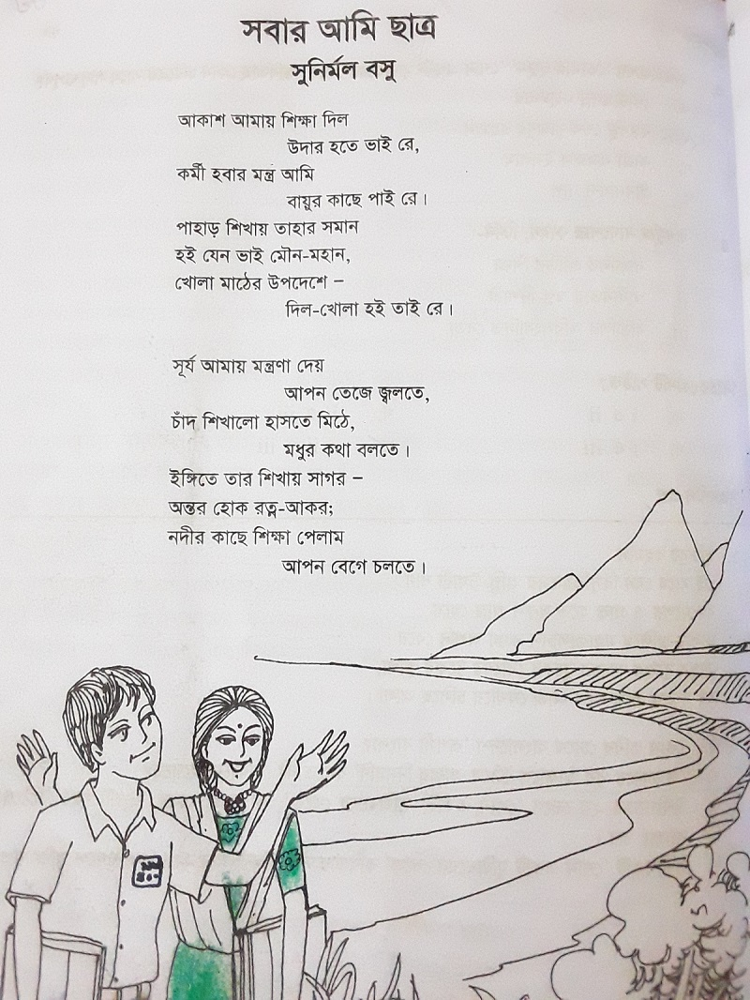 সবার আমি ছাত্র
সুনির্মল বসু
আকাশ আমায় শিক্ষা দিল
উদার হতে ভাই রে,
কর্মী হবার মন্ত্র আমি
বায়ুর কাছে পাই রে।
পাহাড় শিখায় তাহার সমান
হই যেন ভাই মৌন-মহান,
খোলা মাঠের উপদেশে –
দিল-খোলা হই তাই রে।
সূর্য আমায় মন্ত্রণা দেয়
আপন তেজে জ্বলতে,
চাঁদ শিখালো হাসতে মিঠে,
মধুর কথা বলতে।
ইঙ্গিতে তার শিখায় সাগর –
অন্তর হোক রত্ন-আকর;
নদীর কাছে শিক্ষা পেলাম
আপন বেগে চলতে।